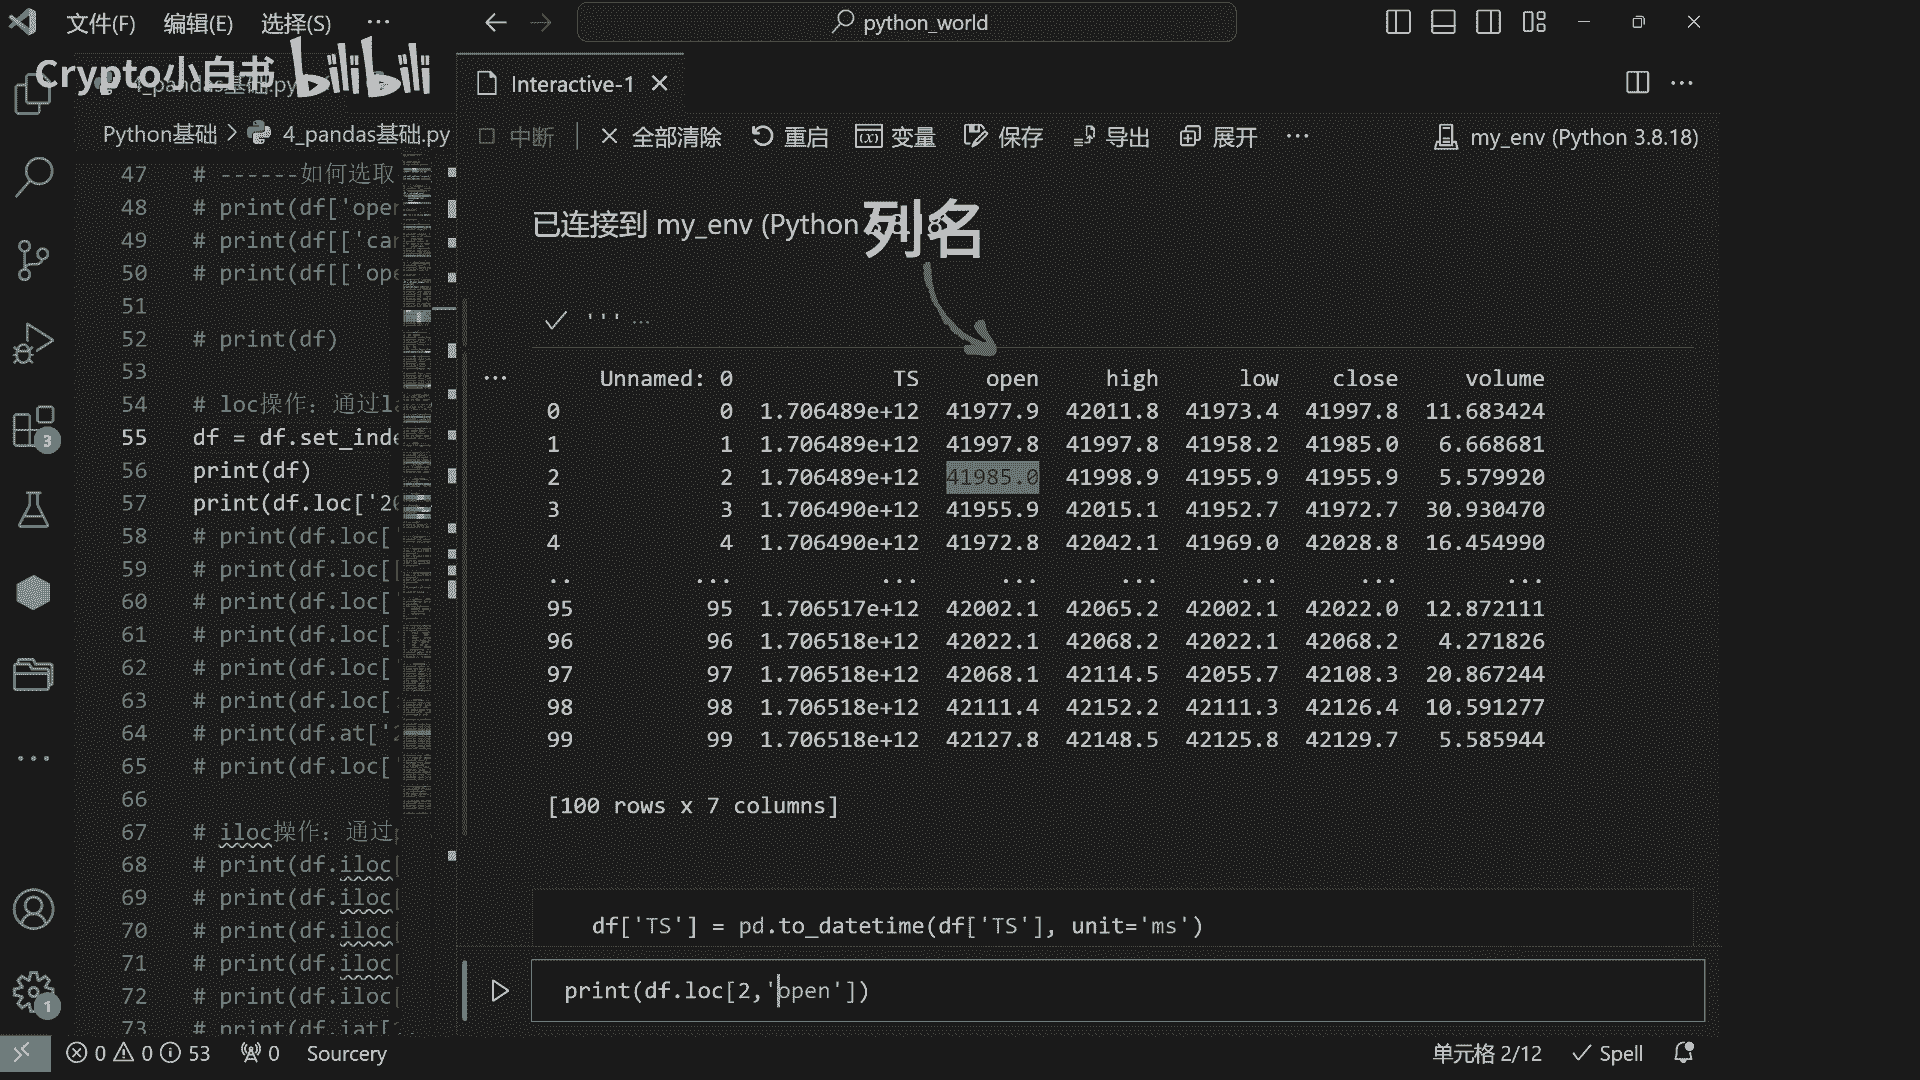 文件(F) 编辑(E) 选择(S) ··· python_world
Crypto小白书 bilibili
4_pandas基础.py Interactive-1
Python基础 > 4_pandas基础.py
中断 全部清除 重启 变量 保存 导出 展开 ··· my_env (Python 3.8.18)
47 # ------如何选取
48 # print(df['open
49 # print(df[['can
50 # print(df[['ope
51
52 # print(df)
53
54 # loc操作：通过la
55 df = df.set_inde
56 print(df)
57 print(df.loc['20
58 # print(df.loc[
59 # print(df.loc[[
60 # print(df.loc['
61 # print(df.loc[
62 # print(df.loc['
63 # print(df.loc[
64 # print(df.at['2
65 # print(df.loc['
66
67 # iloc操作：通过
68 # print(df.iloc[
69 # print(df.iloc[
70 # print(df.iloc[
71 # print(df.iloc[
72 # print(df.iloc[
73 # print(df.iat[
已连接到 my_env (Python
列名
''' ...
Unnamed: 0 TS open high low close volume
0 0 1.706489e+12 41977.9 42011.8 41973.4 41997.8 11.683424
1 1 1.706489e+12 41997.8 41997.8 41958.2 41985.0 6.668681
2 2 1.706489e+12 41985.0 41998.9 41955.9 41955.9 5.579920
3 3 1.706490e+12 41955.9 42015.1 41952.7 41972.7 30.930470
4 4 1.706490e+12 41972.8 42042.1 41969.0 42028.8 16.454990
.. ... ... ... ... ... ... ...
95 95 1.706517e+12 42002.1 42065.2 42002.1 42022.0 12.872111
96 96 1.706518e+12 42022.1 42068.2 42022.1 42068.2 4.271826
97 97 1.706518e+12 42068.1 42114.5 42055.7 42108.3 20.867244
98 98 1.706518e+12 42111.4 42152.2 42111.3 42126.4 10.591277
99 99 1.706518e+12 42127.8 42148.5 42125.8 42129.7 5.585944
[100 rows x 7 columns]
df['TS'] = pd.to_datetime(df['TS'], unit='ms')
print(df.loc[2,'open'])
3
1
0 0 53 0 Sourcery
单元格 2/12 Spell